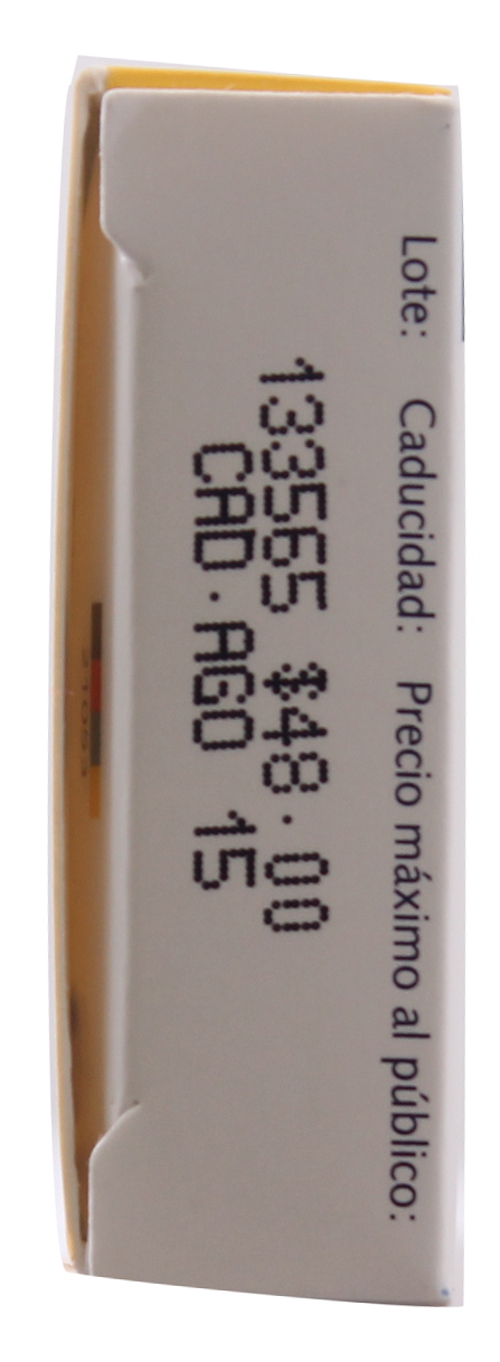 Lote: Caducidad: Precio máximo al público:
133565 $48.00
CAD.AGO 15